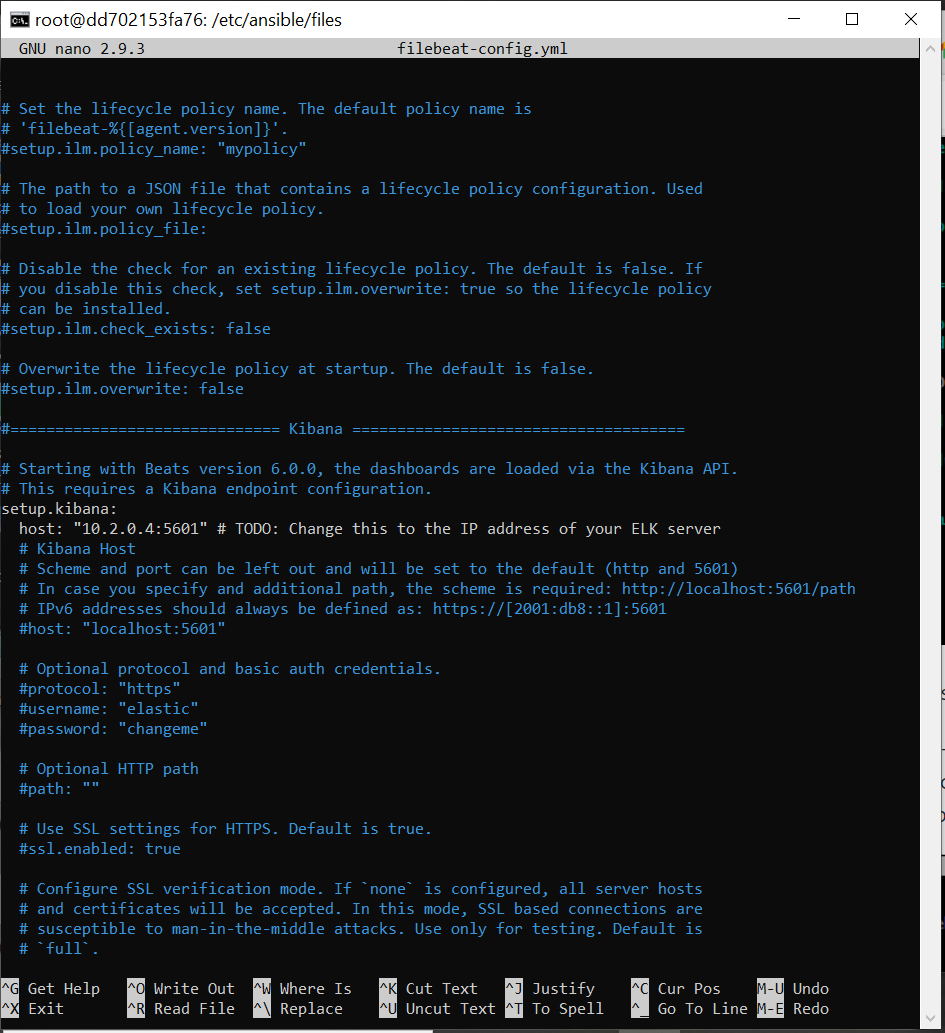 root@dd702153fa76: /etc/ansible/files
GNU nano 2.9.3 filebeat-config.yml
# Set the lifecycle policy name. The default policy name is
# 'filebeat-%{[agent.version]}'.
#setup.ilm.policy_name: "mypolicy"
# The path to a JSON file that contains a lifecycle policy configuration. Used
# to load your own lifecycle policy.
#setup.ilm.policy_file:
# Disable the check for an existing lifecycle policy. The default is false. If
# you disable this check, set setup.ilm.overwrite: true so the lifecycle policy
# can be installed.
#setup.ilm.check_exists: false
# Overwrite the lifecycle policy at startup. The default is false.
#setup.ilm.overwrite: false
#============================== Kibana =====================================
# Starting with Beats version 6.0.0, the dashboards are loaded via the Kibana API.
# This requires a Kibana endpoint configuration.
setup.kibana:
host: "10.2.0.4:5601" # TODO: Change this to the IP address of your ELK server
# Kibana Host
# Scheme and port can be left out and will be set to the default (http and 5601)
# In case you specify and additional path, the scheme is required: http://localhost:5601/path
# IPv6 addresses should always be defined as: https://[2001:db8::1]:5601
#host: "localhost:5601"
# Optional protocol and basic auth credentials.
#protocol: "https"
#username: "elastic"
#password: "changeme"
# Optional HTTP path
#path: ""
# Use SSL settings for HTTPS. Default is true.
#ssl.enabled: true
# Configure SSL verification mode. If `none` is configured, all server hosts
# and certificates will be accepted. In this mode, SSL based connections are
# susceptible to man-in-the-middle attacks. Use only for testing. Default is
# `full`.
^G Get Help ^O Write Out ^W Where Is ^K Cut Text ^J Justify ^C Cur Pos M-U Undo
^X Exit ^R Read File ^\ Replace ^U Uncut Text ^T To Spell ^_ Go To Line M-E Redo